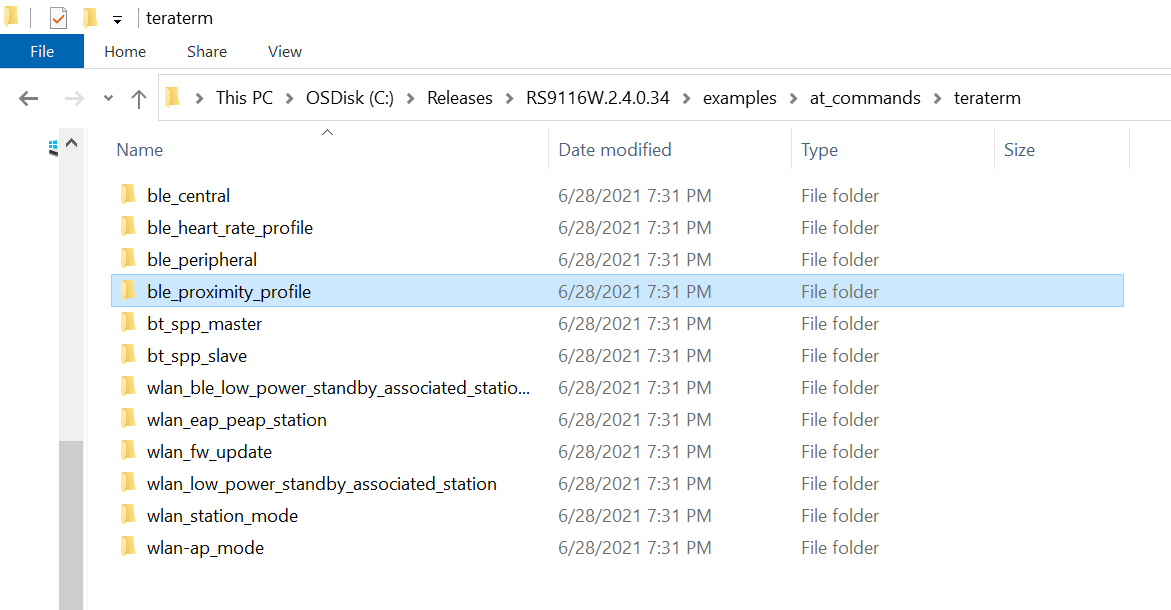 teraterm
File Home Share View
This PC > OSDisk (C:) > Releases > RS9116W.2.4.0.34 > examples > at_commands > teraterm
Name Date modified Type Size
ble_central 6/28/2021 7:31 PM File folder
ble_heart_rate_profile 6/28/2021 7:31 PM File folder
ble_peripheral 6/28/2021 7:31 PM File folder
ble_proximity_profile 6/28/2021 7:31 PM File folder
bt_spp_master 6/28/2021 7:31 PM File folder
bt_spp_slave 6/28/2021 7:31 PM File folder
wlan_ble_low_power_standby_associated_statio... 6/28/2021 7:31 PM File folder
wlan_eap_peap_station 6/28/2021 7:31 PM File folder
wlan_fw_update 6/28/2021 7:31 PM File folder
wlan_low_power_standby_associated_station 6/28/2021 7:31 PM File folder
wlan_station_mode 6/28/2021 7:31 PM File folder
wlan-ap_mode 6/28/2021 7:31 PM File folder